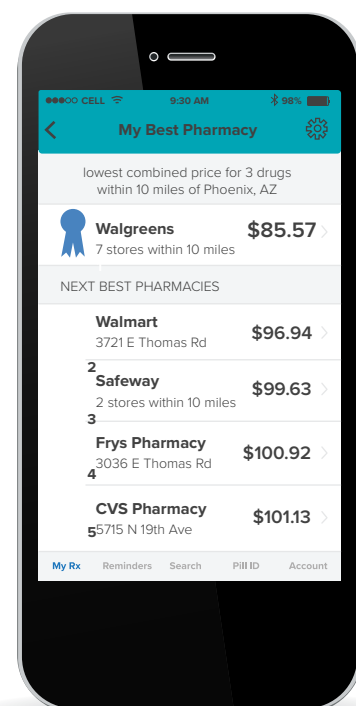 CELL 9:30 AM 98%
My Best Pharmacy
lowest combined price for 3 drugs
within 10 miles of Phoenix, AZ
Walgreens $85.57
7 stores within 10 miles
NEXT BEST PHARMACIES
Walmart $96.94
3721 E Thomas Rd
2
Safeway $99.63
2 stores within 10 miles
3
Frys Pharmacy $100.92
3036 E Thomas Rd
4
CVS Pharmacy $101.13
5 5715 N 19th Ave
My Rx Reminders Search Pill ID Account